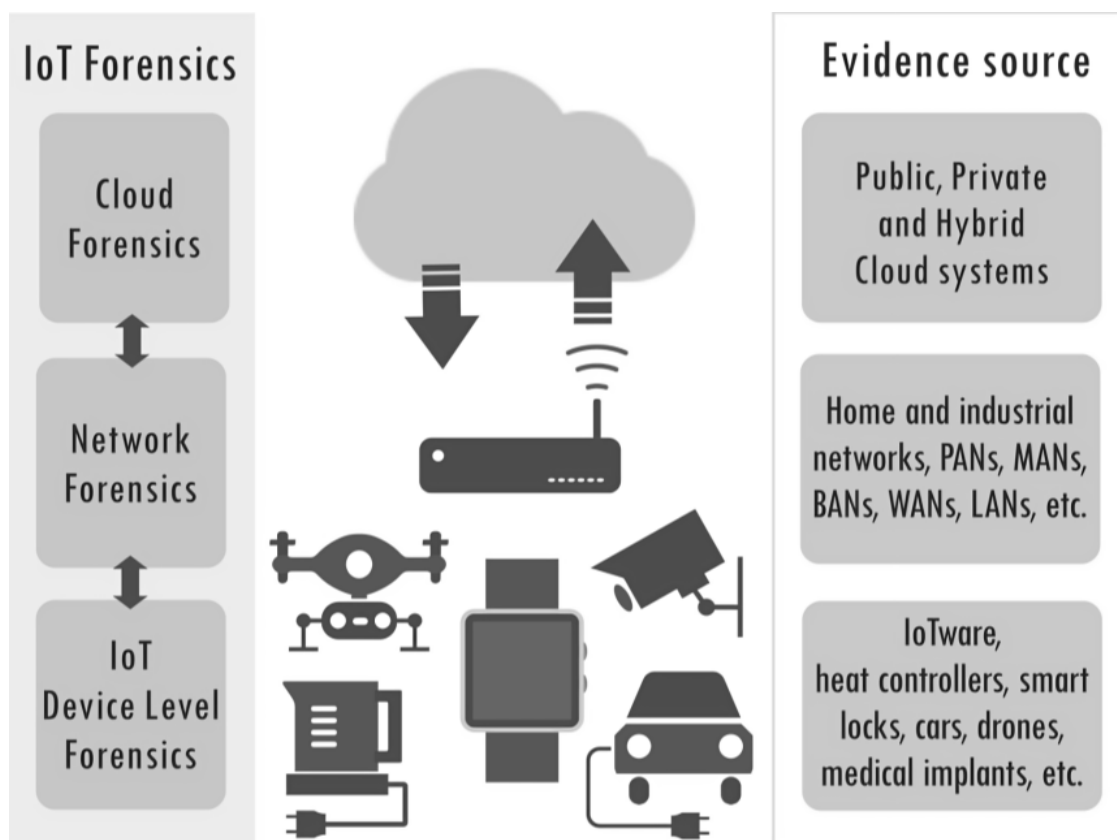 IoT Forensics
Cloud
Forensics
Network
Forensics
IoT
Device Level
Forensics
Evidence source
Public, Private
and Hybrid
Cloud systems
Home and industrial
networks, PANs, MANs,
BANs, WANs, LANs, etc.
IoTware,
heat controllers, smart
locks, cars, drones,
medical implants, etc.